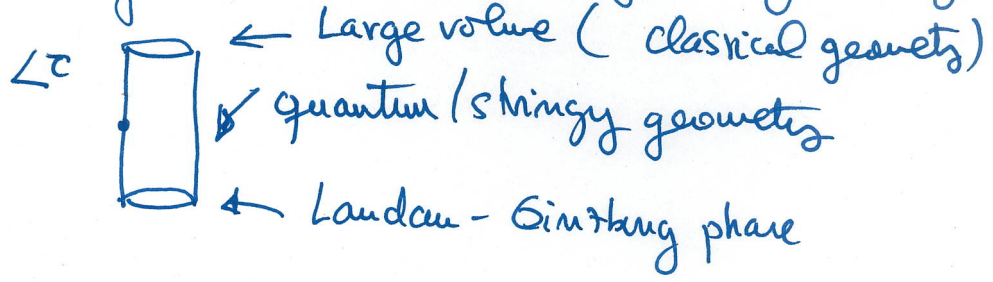 ← Large volume ( classical geometry)
quantum / stringy geometry
← Landau - Ginzburg phase